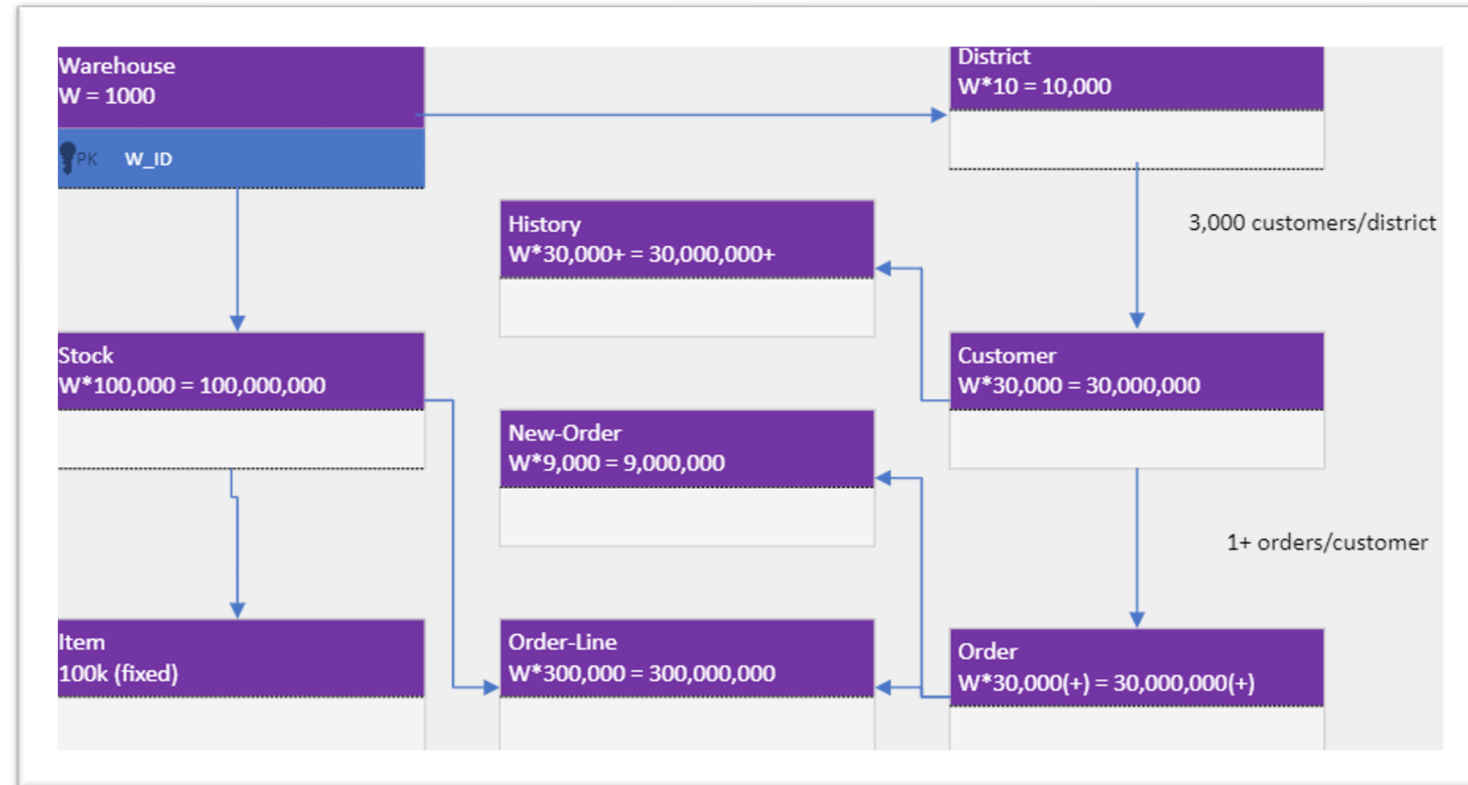 Warehouse
W = 1000
PK W_ID
District
W*10 = 10,000
3,000 customers/district
History
W*30,000+ = 30,000,000+
Stock
W*100,000 = 100,000,000
Customer
W*30,000 = 30,000,000
New-Order
W*9,000 = 9,000,000
1+ orders/customer
Item
100k (fixed)
Order-Line
W*300,000 = 300,000,000
Order
W*30,000(+) = 30,000,000(+)